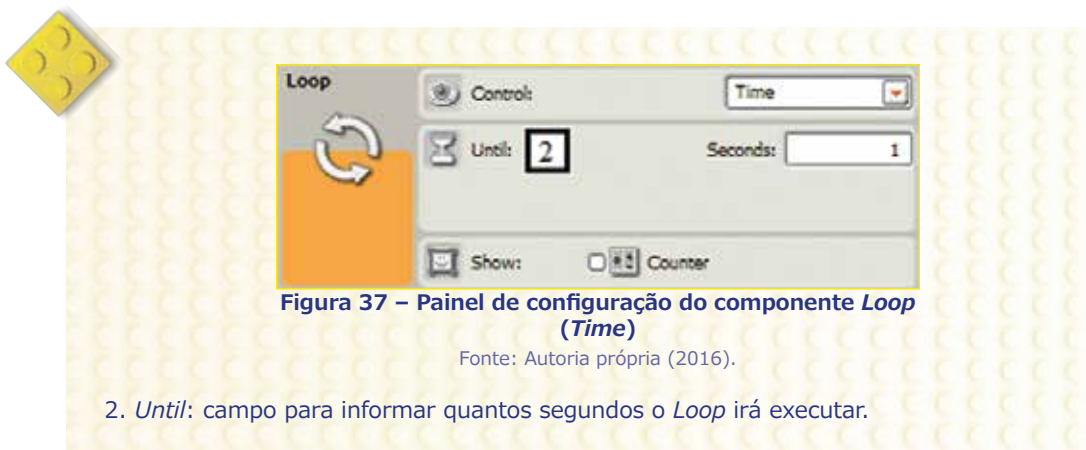 Loop
Control: Time
Until: 2 Seconds: 1
Show: Counter
Figura 37 – Painel de configuração do componente Loop
(Time)
Fonte: Autoria própria (2016).
2. Until: campo para informar quantos segundos o Loop irá executar.